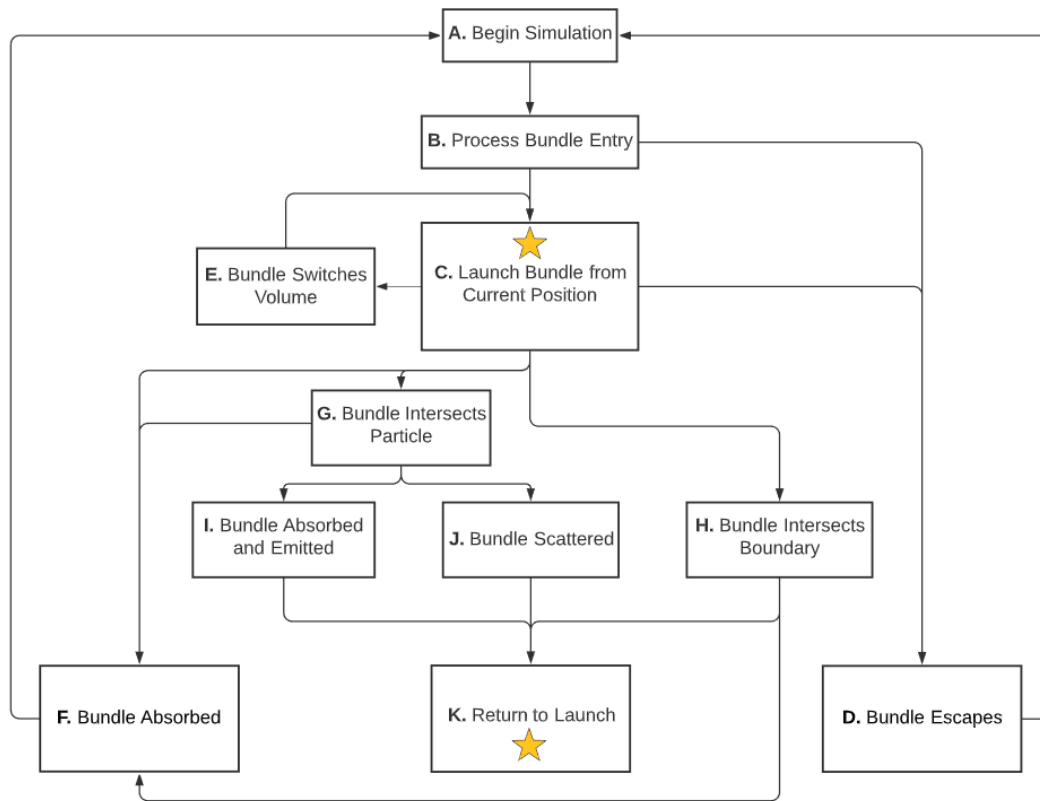 A. Begin Simulation
B. Process Bundle Entry
E. Bundle Switches
Volume
C. Launch Bundle from
Current Position
G. Bundle Intersects
Particle
I. Bundle Absorbed
and Emitted
J. Bundle Scattered
H. Bundle Intersects
Boundary
F. Bundle Absorbed
K. Return to Launch
D. Bundle Escapes